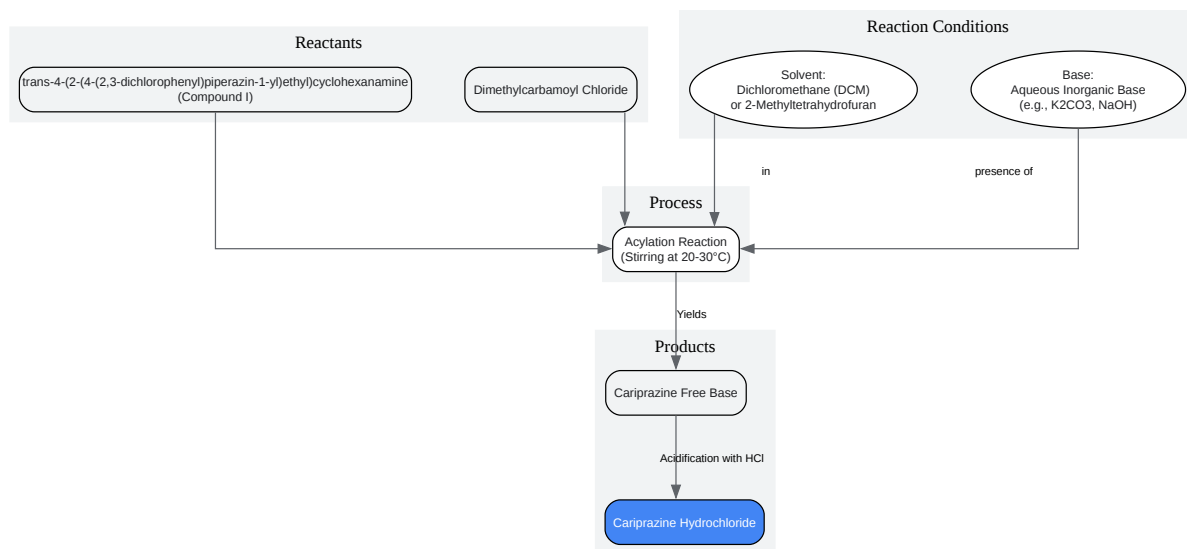 Reactants
trans-4-(2-(4-(2,3-dichlorophenyl)piperazin-1-yl)ethyl)cyclohexanamine
(Compound I)
Dimethylcarbamoyl Chloride
Reaction Conditions
Solvent:
Dichloromethane (DCM)
or 2-Methyltetrahydrofuran
Base:
Aqueous Inorganic Base
(e.g., K2CO3, NaOH)
in
presence of
Process
Acylation Reaction
(Stirring at 20-30°C)
Yields
Products
Cariprazine Free Base
Acidification with HCl
Cariprazine Hydrochloride